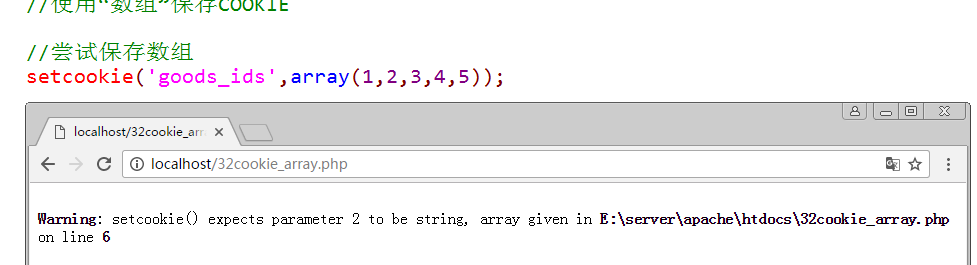 //使用“数组”保存COOKIE
//尝试保存数组
setcookie('goods_ids',array(1,2,3,4,5));
localhost/32cookie_arr
localhost/32cookie_array.php
Warning: setcookie() expects parameter 2 to be string, array given in E:\server\apache\htdocs\32cookie_array.php
on line 6